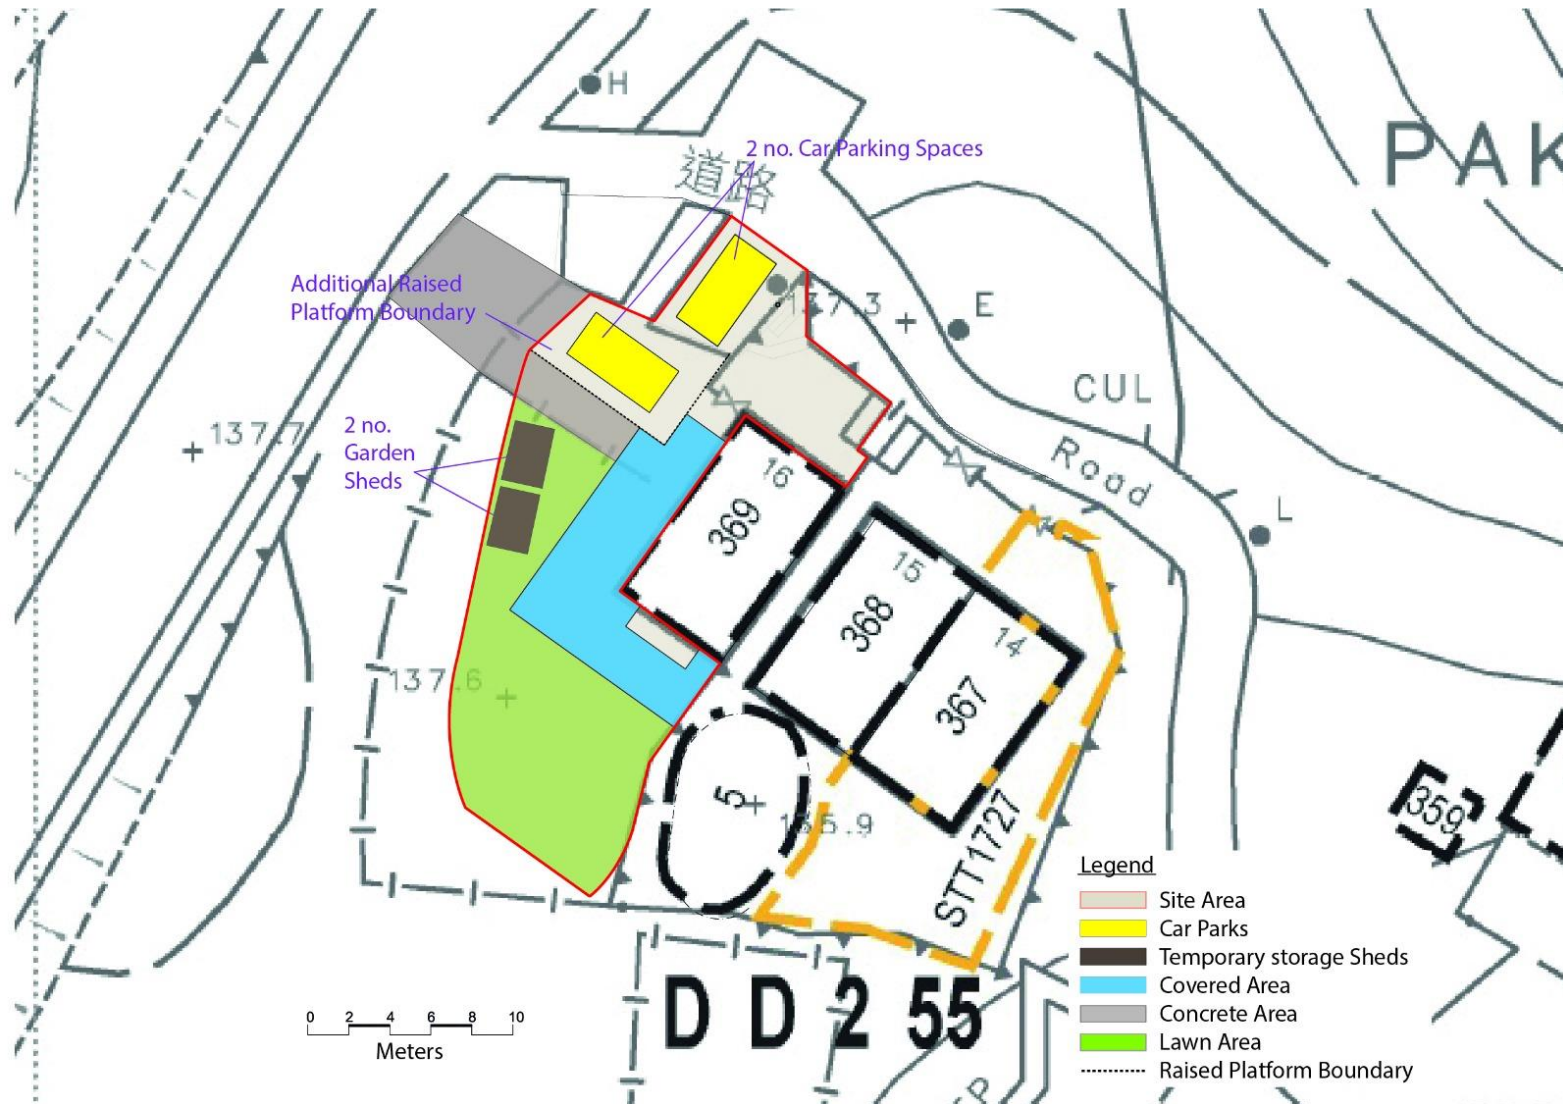 H
PAK
2 no. Car Parking Spaces
道路
Additional Raised
Platform Boundary
137.3
E
CUL
2 no.
Garden
Sheds
137.7
Road
16
369
L
15
368
14
367
137.6
5
135.9
359
STT1727
D D 2 55
0 2 4 6 8 10
Meters
Legend
Site Area
Car Parks
Temporary storage Sheds
Covered Area
Concrete Area
Lawn Area
Raised Platform Boundary